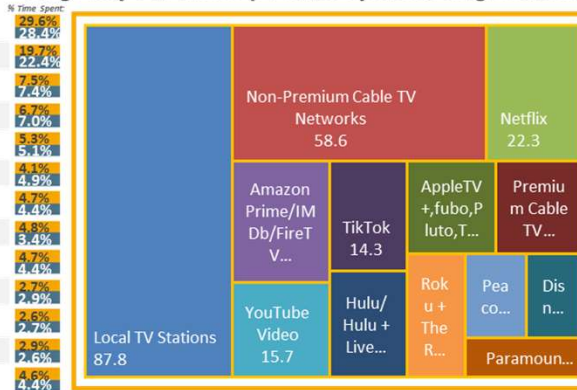 % Time Spent:
29.6%
28.4%
19.7%
22.4%
7.5%
7.4%
6.7%
7.0%
5.3%
5.1%
4.1%
4.9%
4.7%
4.4%
4.8%
3.4%
4.7%
4.4%
2.7%
2.9%
2.6%
2.7%
2.9%
2.6%
4.6%
4.4%
Local TV Stations
87.8
Non-Premium Cable TV
Networks
58.6
Netflix
22.3
Amazon
Prime/IM
Db/FireT
V...
TikTok
14.3
AppleTV
+,fubo,P
luto,T...
Premiu
m Cable
TV...
YouTube
Video
15.7
Hulu/
Hulu +
Live...
Rok
u +
The
R...
Pea
co...
Dis
n...
Paramoun...